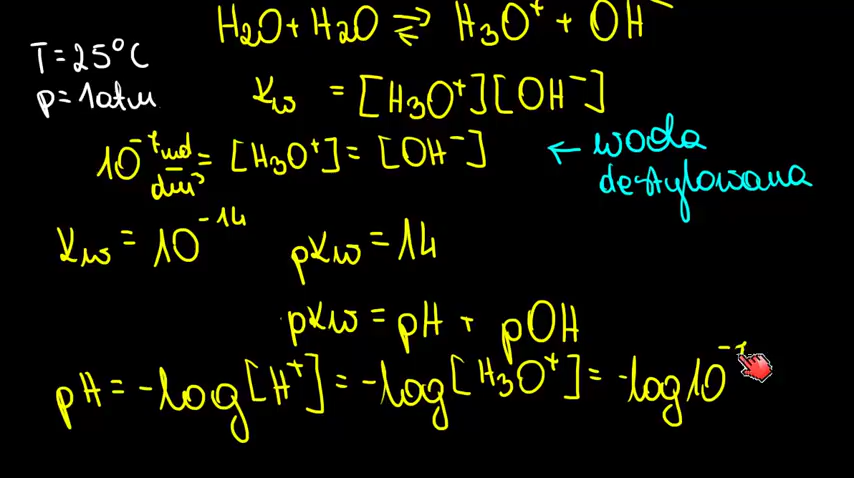 H₂O + H₂O ⇌ H₃O⁺ + OH⁻
T = 25°C
p = 1atm
Kw = [H₃O⁺][OH⁻]
10⁻⁷ mol/dm³ = [H₃O⁺] = [OH⁻]
← woda
destylowana
Kw = 10⁻¹⁴ pKw = 14
pKw = pH + pOH
pH = -log[H⁺] = -log[H₃O⁺] = -log10⁻⁷